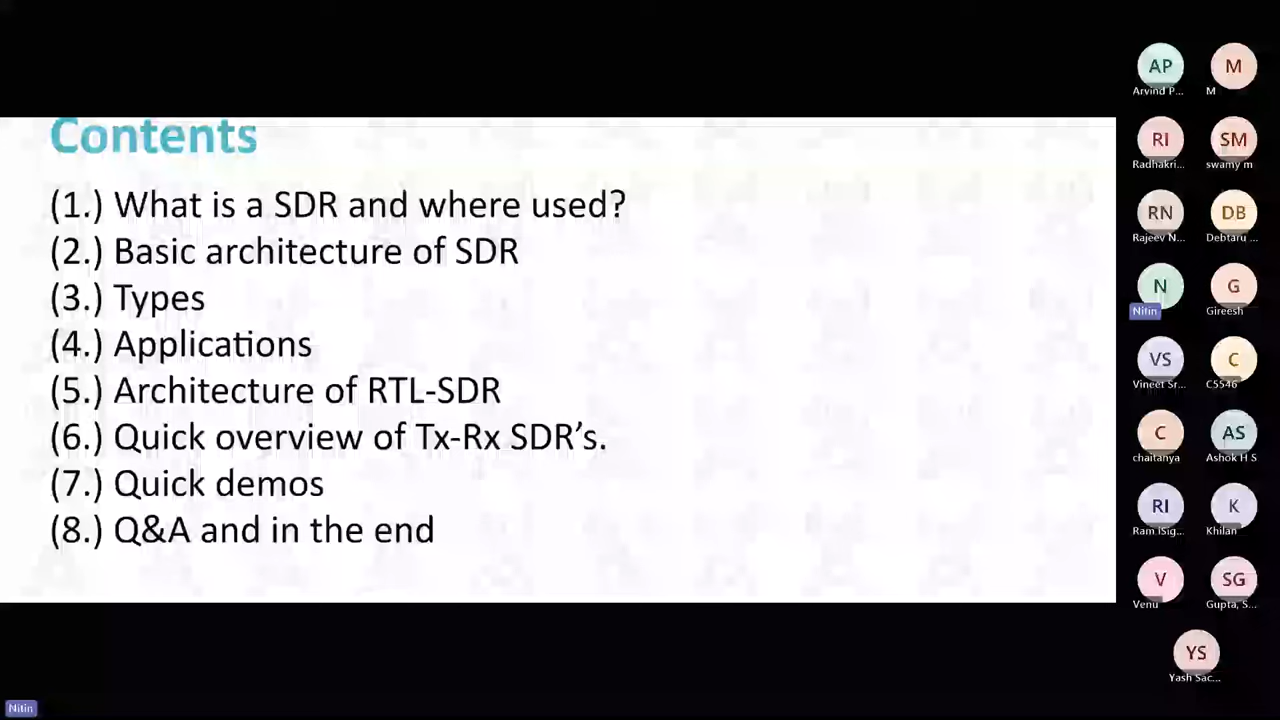 Contents
(1.) What is a SDR and where used?
(2.) Basic architecture of SDR
(3.) Types
(4.) Applications
(5.) Architecture of RTL-SDR
(6.) Quick overview of Tx-Rx SDR’s.
(7.) Quick demos
(8.) Q&A and in the end
AP M
Arvind P... M
RI SM
Radhakri... swamy m
RN DB
Rajeev N... Debtaru ...
N G
Nitin Gireesh
VS C
Vineet Sr... C5546
C AS
chaitanya Ashok H S
RI K
Ram ISig... Khilan
V SG
Venu Gupta, S...
YS
Yash Sac...
Nitin